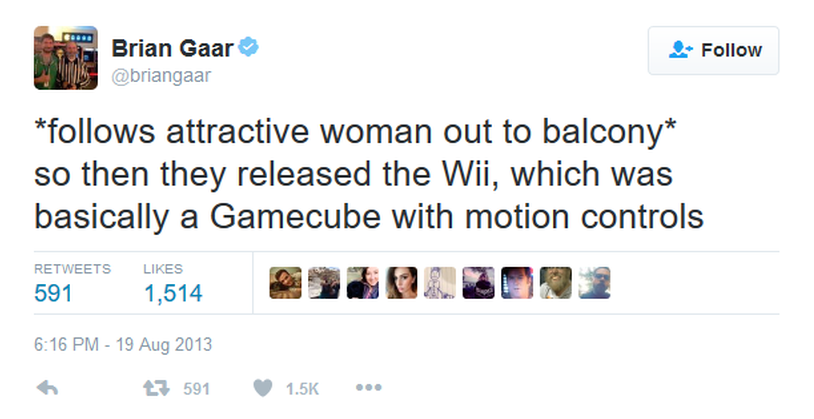 Brian Gaar
@briangaar
Follow
*follows attractive woman out to balcony*
so then they released the Wii, which was
basically a Gamecube with motion controls
RETWEETS LIKES
591 1,514
6:16 PM - 19 Aug 2013
591 1.5K